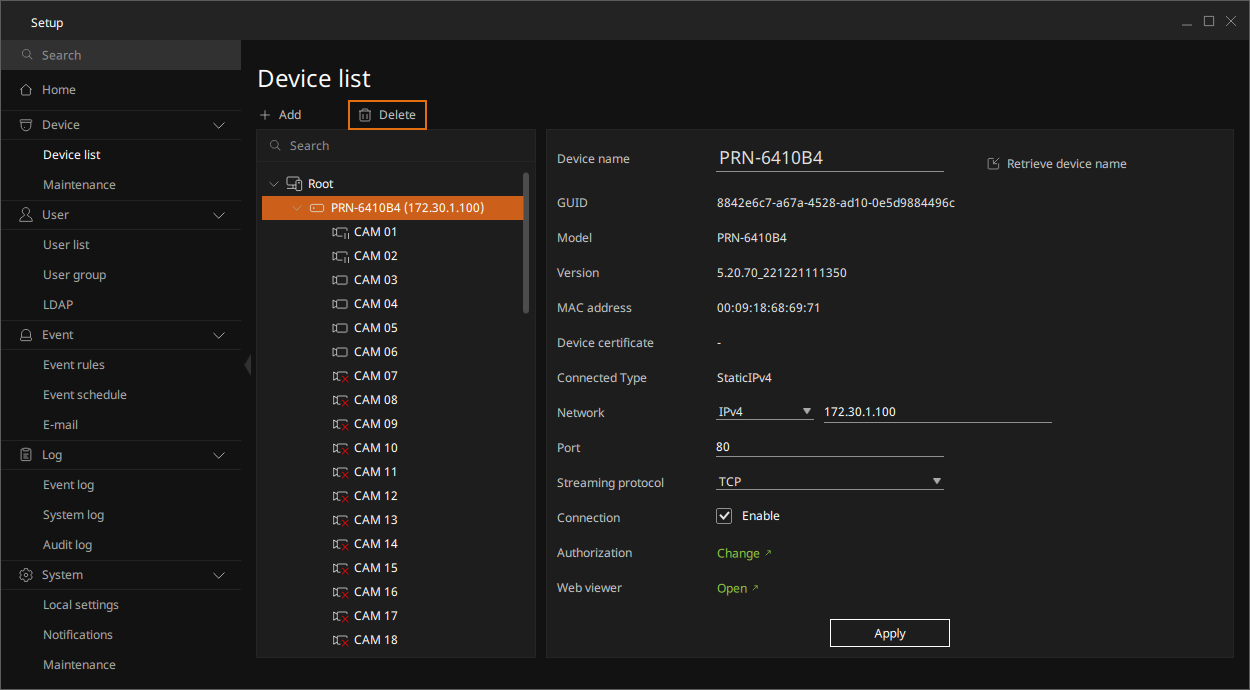 Setup
Search
Home
Device
Device list
Maintenance
User
User list
User group
LDAP
Event
Event rules
Event schedule
E-mail
Log
Event log
System log
Audit log
System
Local settings
Notifications
Maintenance
Device list
Add
Delete
Search
Root
PRN-6410B4 (172.30.1.100)
CAM 01
CAM 02
CAM 03
CAM 04
CAM 05
CAM 06
CAM 07
CAM 08
CAM 09
CAM 10
CAM 11
CAM 12
CAM 13
CAM 14
CAM 15
CAM 16
CAM 17
CAM 18
Device name PRN-6410B4 Retrieve device name
GUID 8842e6c7-a67a-4528-ad10-0e5d9884496c
Model PRN-6410B4
Version 5.20.70_221221111350
MAC address 00:09:18:68:69:71
Device certificate -
Connected Type StaticIPv4
Network IPv4 172.30.1.100
Port 80
Streaming protocol TCP
Connection Enable
Authorization Change
Web viewer Open
Apply